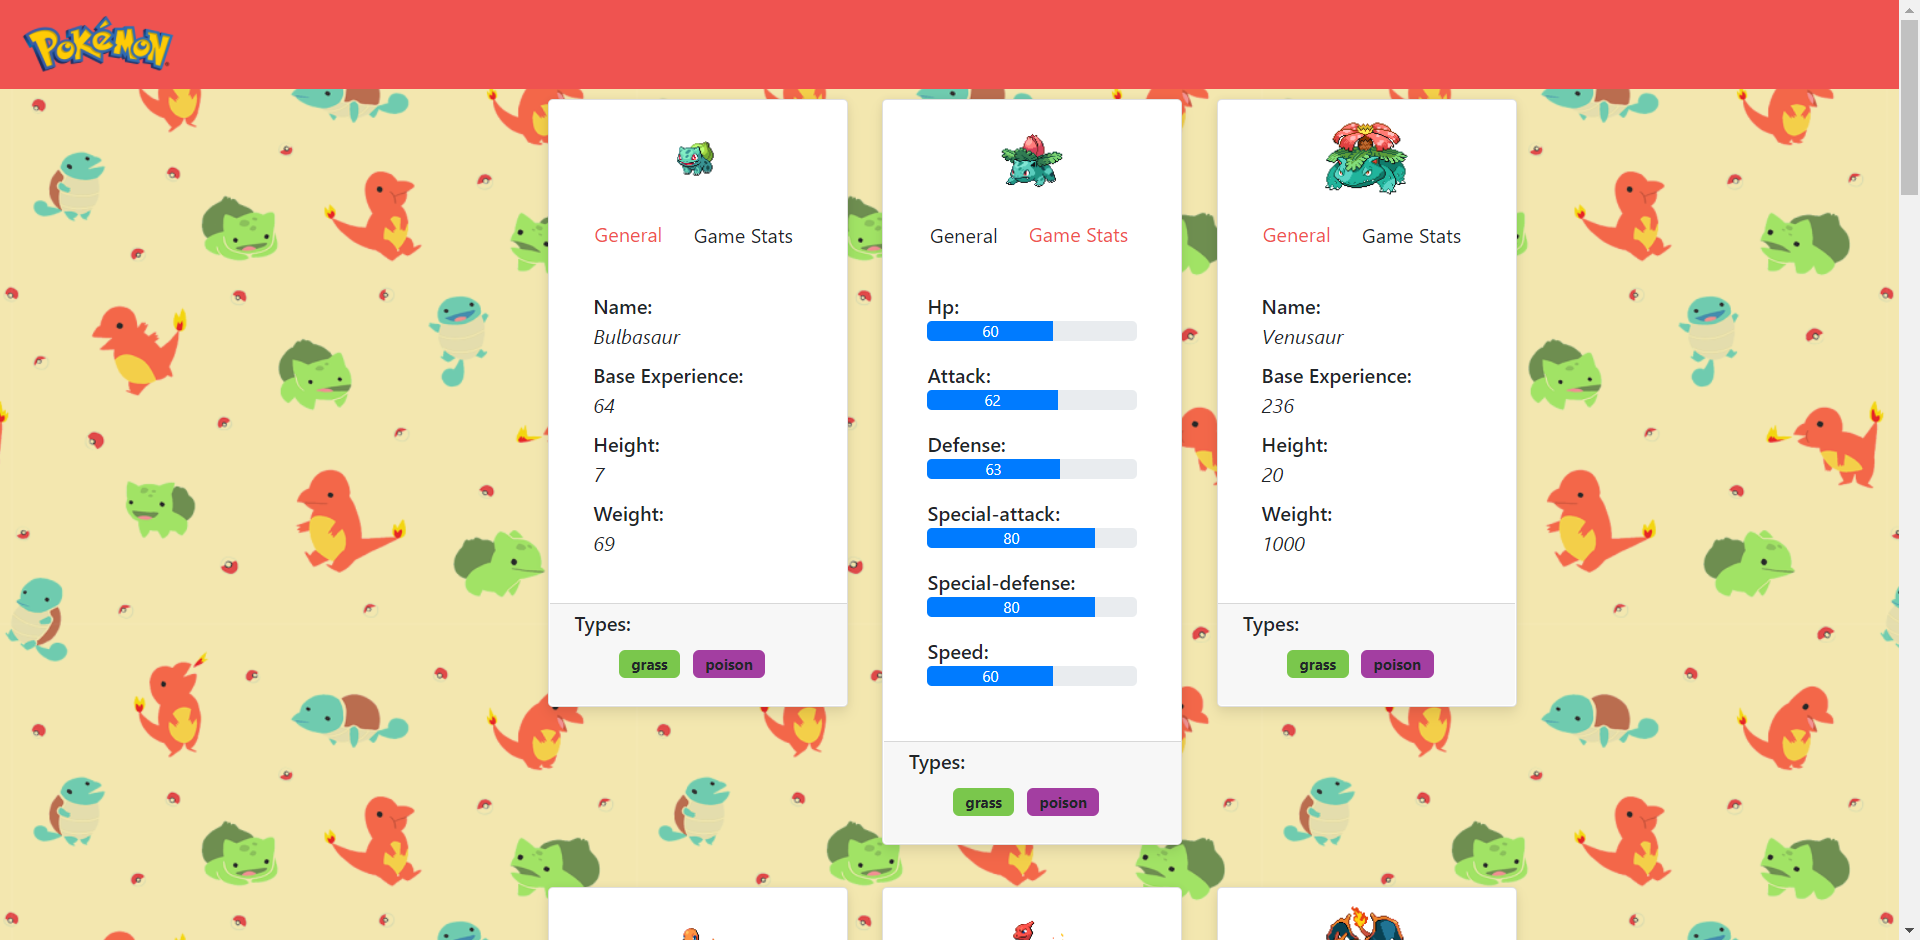 POKéMON
General Game Stats
Name:
Bulbasaur
Base Experience:
64
Height:
7
Weight:
69
Types:
grass poison
General Game Stats
Hp:
60
Attack:
62
Defense:
63
Special-attack:
80
Special-defense:
80
Speed:
60
Types:
grass poison
General Game Stats
Name:
Venusaur
Base Experience:
236
Height:
20
Weight:
1000
Types:
grass poison